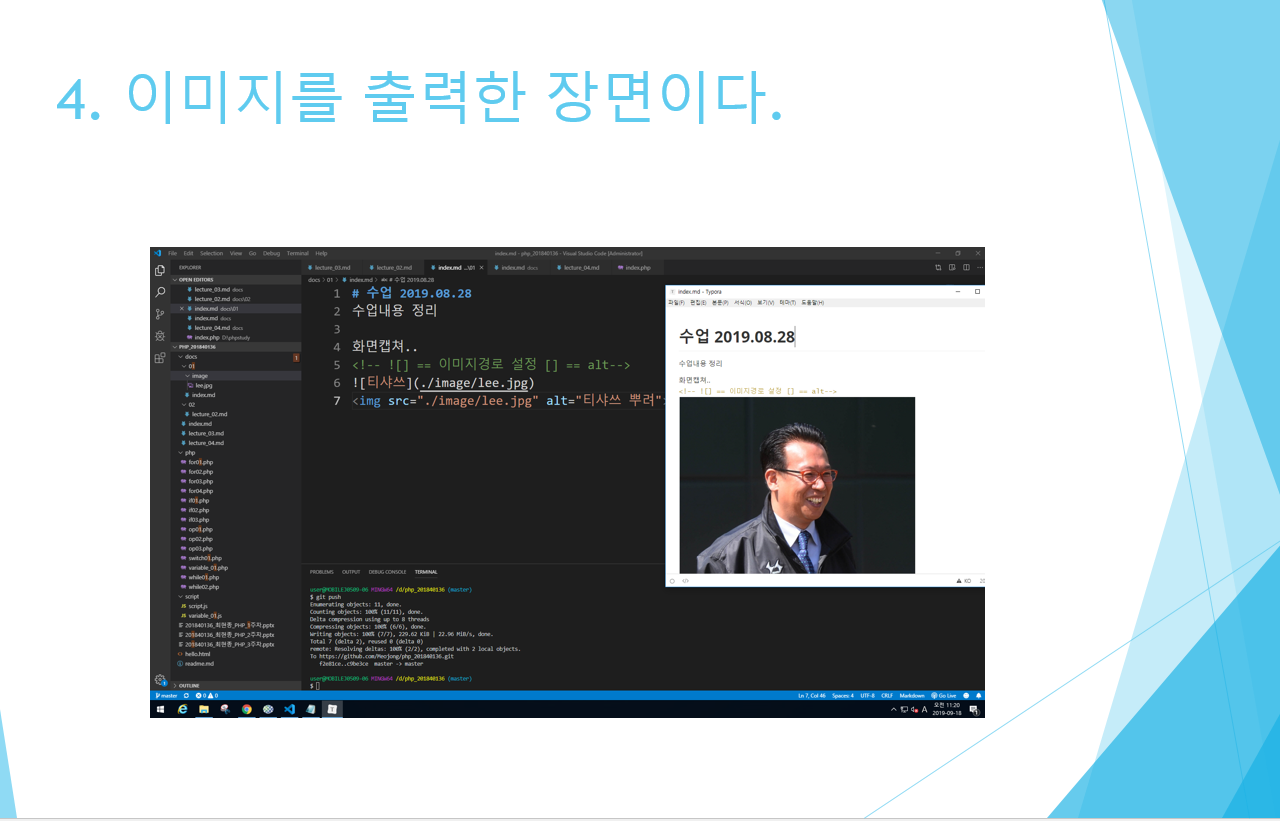 4. 이미지를 출력한 장면이다.
File Edit Selection View Go Debug Terminal Help
index.md - php_201840136 - Visual Studio Code [Administrator]
EXPLORER
OPEN EDITORS
lecture_03.md docs
lecture_02.md docs\02
index.md docs\01
index.md docs
lecture_04.md docs
index.php D:\phpstudy
PHP_201840136
docs
1
01
image
lee.jpg
index.md
02
lecture_02.md
index.md
lecture_03.md
lecture_04.md
php
for01.php
for02.php
for03.php
for04.php
if01.php
if02.php
if03.php
op01.php
op02.php
op03.php
switch01.php
variable_01.php
while01.php
while02.php
script
script.js
variable_01.js
201840136_최현종_PHP_1주차.pptx
201840136_최현종_PHP_2주차.pptx
201840136_최현종_PHP_3주차.pptx
hello.html
readme.md
OUTLINE
lecture_03.md lecture_02.md index.md ...\01 index.md docs lecture_04.md index.php
docs > 01 > index.md > # 수업 2019.08.28
1 # 수업 2019.08.28
2 수업내용 정리
3
4 화면캡쳐..
5 <!-- ![] == 이미지경로 설정 [] == alt-->
6 ![티샤쓰](./image/lee.jpg)
7 <img src="./image/lee.jpg" alt="티샤쓰 뿌려"
index.md - Typora
파일(F) 편집(E) 본문(P) 서식(O) 보기(V) 테마(T) 도움말(H)
수업 2019.08.28
수업내용 정리
화면캡쳐..
<!-- ![] == 이미지경로 설정 [] == alt-->
</>
KO
PROBLEMS OUTPUT DEBUG CONSOLE TERMINAL
$ git push
Enumerating objects: 11, done.
Counting objects: 100% (11/11), done.
Delta compression using up to 8 threads
Compressing objects: 100% (6/6), done.
Writing objects: 100% (7/7), 229.62 KiB | 22.96 MiB/s, done.
Total 7 (delta 2), reused 0 (delta 0)
remote: Resolving deltas: 100% (2/2), completed with 2 local objects.
To https://github.com/Meojong/php_201840136.git
f2e81ce..c9be3ce master -> master
$
master 0 0
Ln 7, Col 46 Spaces: 4 UTF-8 CRLF Markdown Go Live
A
오전 11:20
2019-09-18